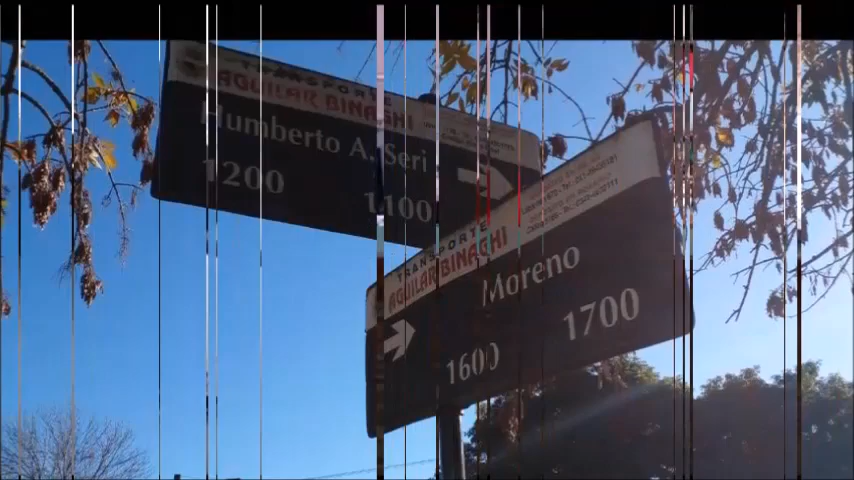 TRANSPORTE
AGUILAR BINAGHI
Humberto A. Seri
1200 1100
TRANSPORTE
AGUILAR BINAGHI
Moreno
1600 1700